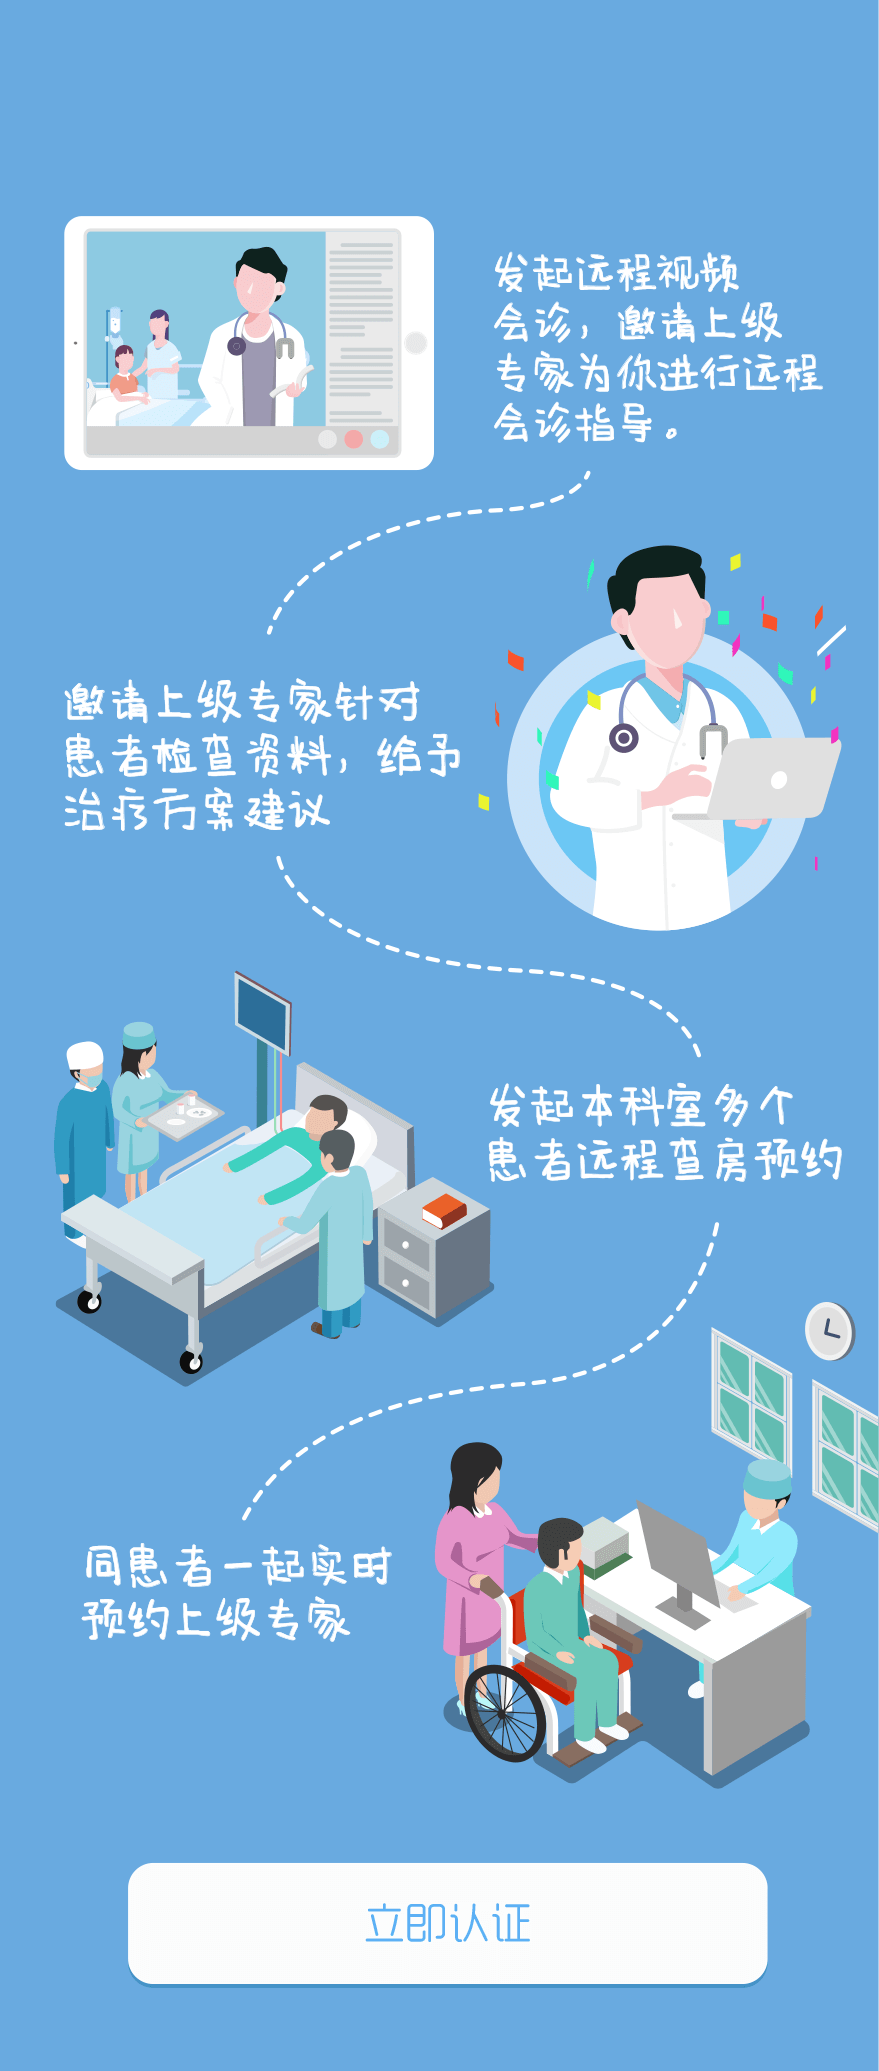 发起远程视频
会诊，邀请上级
专家为你进行远程
会诊指导。
邀请上级专家针对
患者检查资料，给予
治疗方案建议
发起本科室多个
患者远程查房预约
同患者一起实时
预约上级专家
立即认证